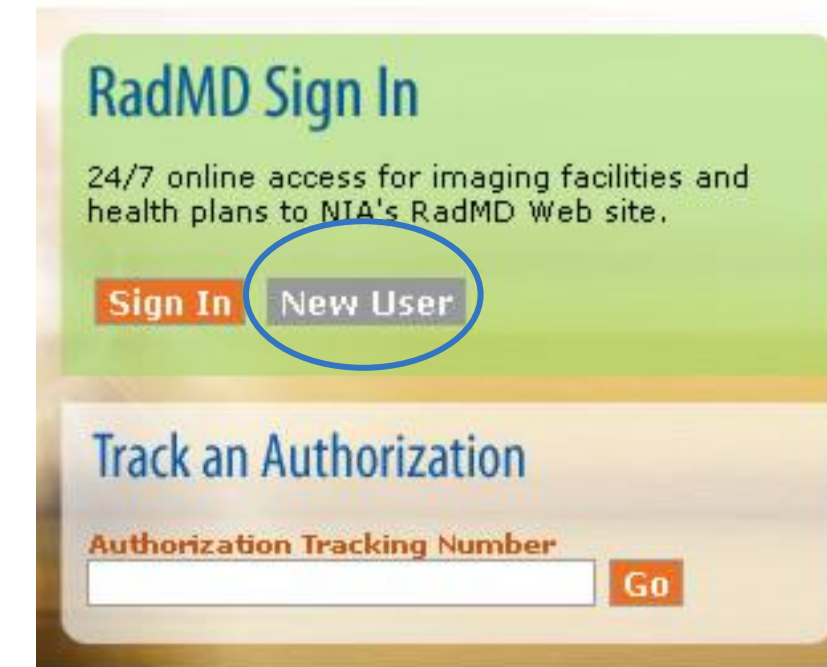 RadMD Sign In
24/7 online access for imaging facilities and
health plans to NIA's RadMD Web site.
Sign In New User
Track an Authorization
Authorization Tracking Number
Go